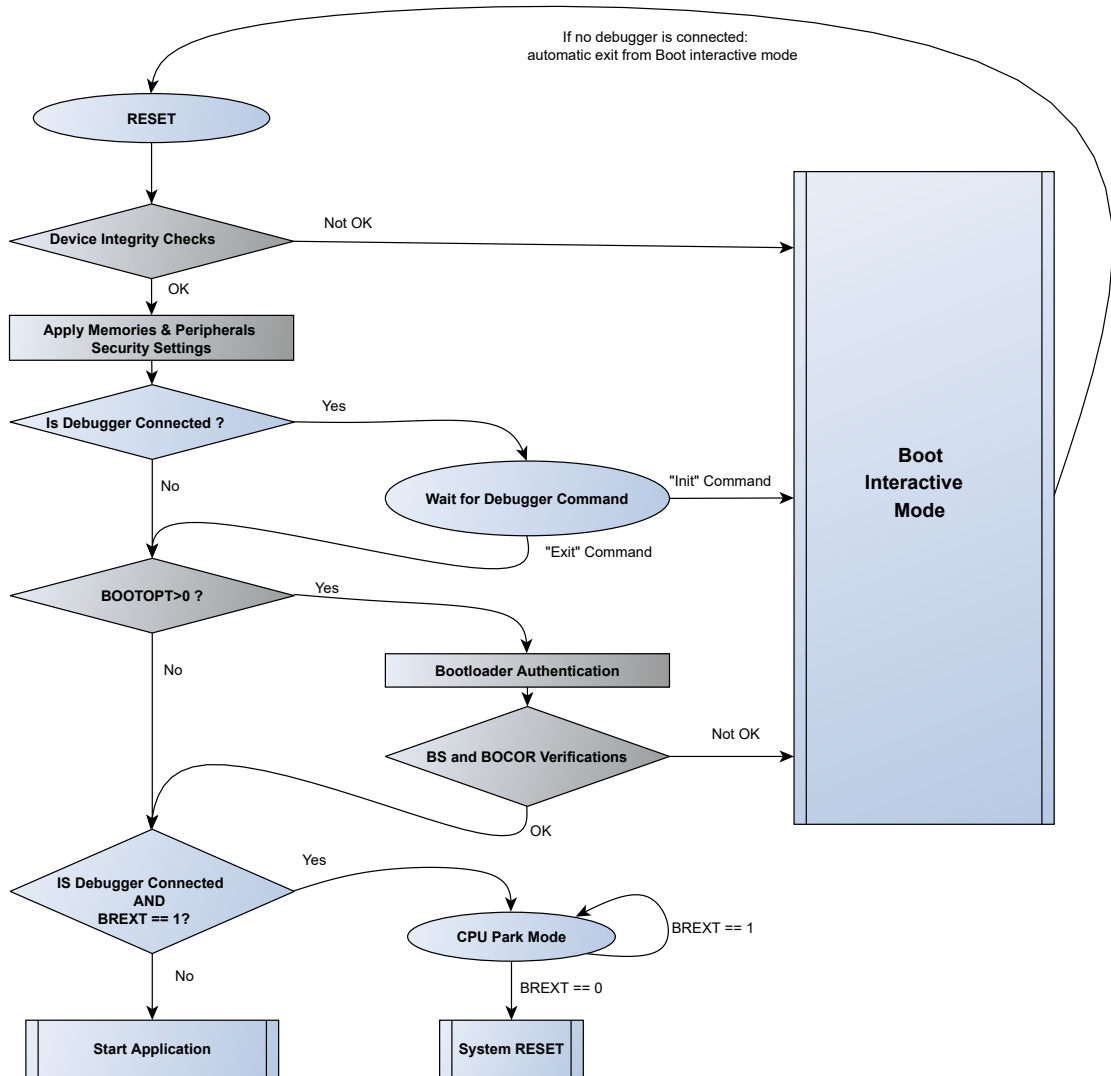 If no debugger is connected:
automatic exit from Boot interactive mode
RESET
Device Integrity Checks
Not OK
OK
Apply Memories & Peripherals
Security Settings
Is Debugger Connected ?
Yes
No
Wait for Debugger Command
"Init" Command
"Exit" Command
Boot
Interactive
Mode
BOOTOPT>0 ?
Yes
No
Bootloader Authentication
BS and BOCOR Verifications
Not OK
OK
IS Debugger Connected
AND
BREXT == 1?
Yes
No
CPU Park Mode
BREXT == 1
BREXT == 0
Start Application
System RESET